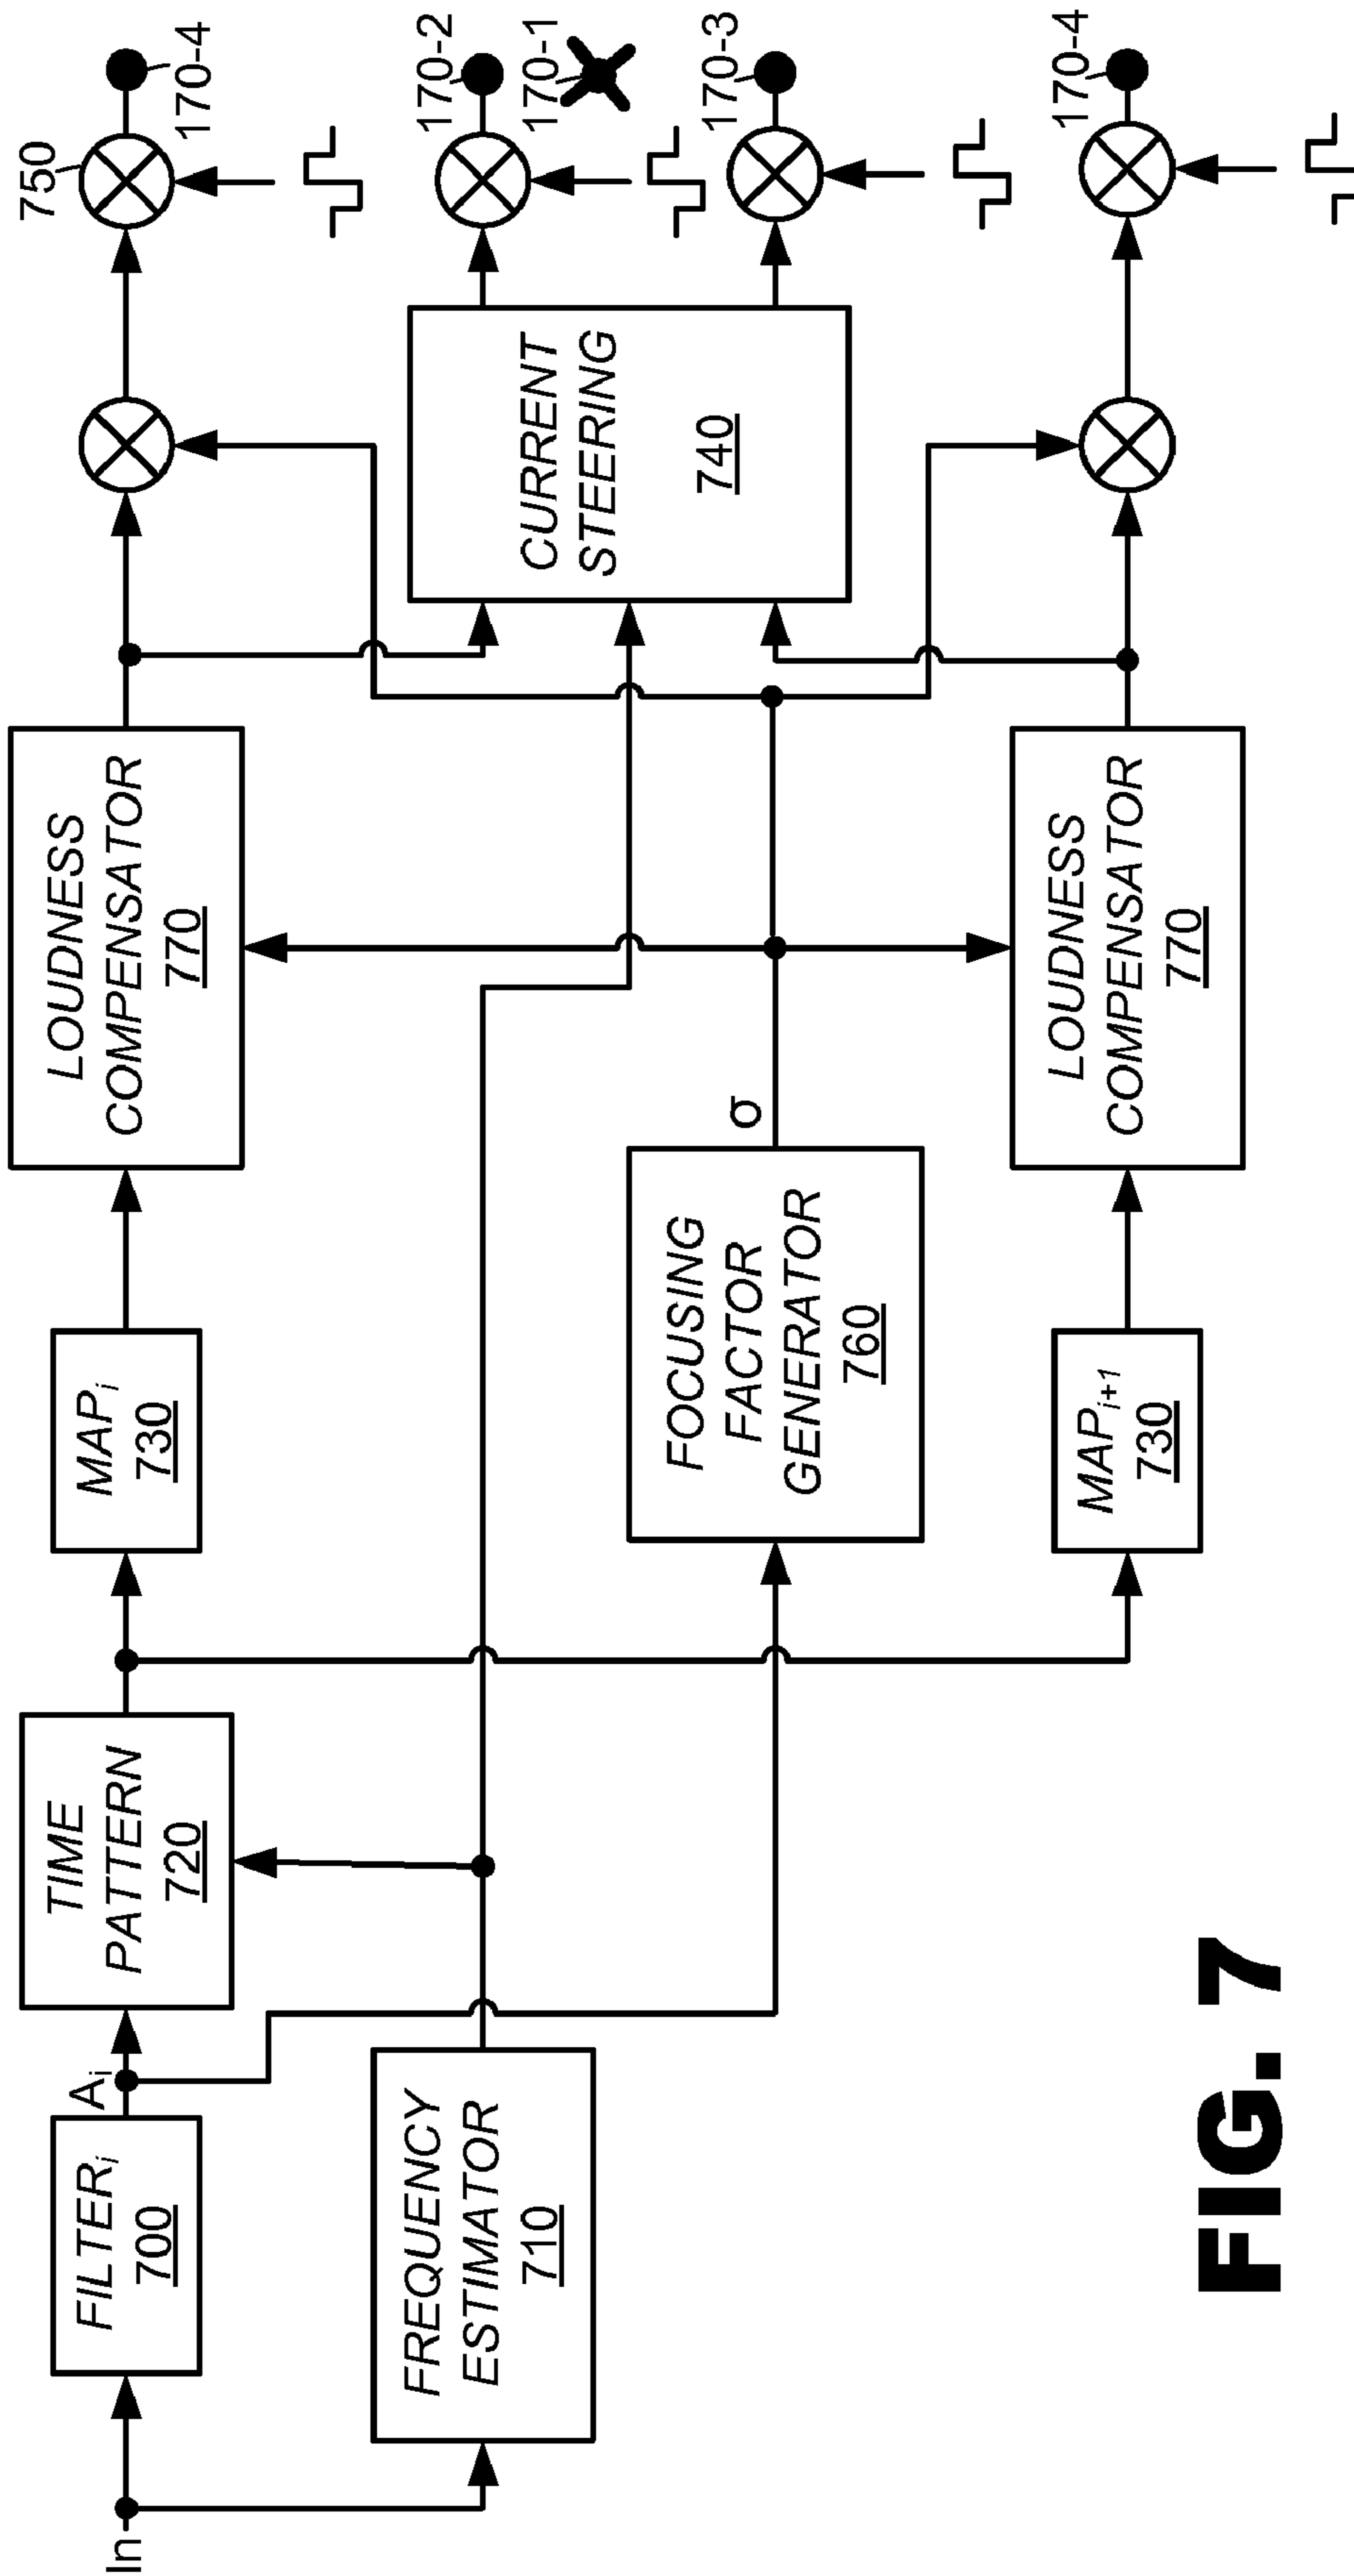 In
FILTERi
700
Ai
FREQUENCY
ESTIMATOR
710
TIME
PATTERN
720
MAPi
730
FOCUSING
FACTOR
GENERATOR
760
σ
MAPi+1
730
LOUDNESS
COMPENSATOR
770
LOUDNESS
COMPENSATOR
770
CURRENT
STEERING
740
750
170-4
170-2
170-1
170-3
170-4
FIG. 7